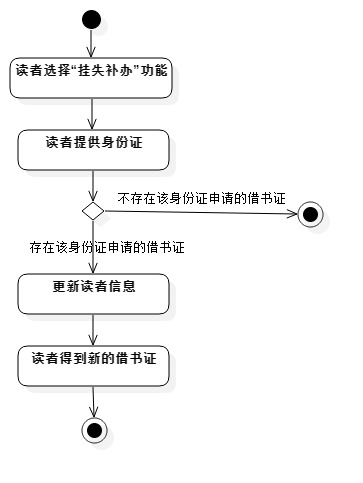 读者选择“挂失补办”功能
读者提供身份证
不存在该身份证申请的借书证
存在该身份证申请的借书证
更新读者信息
读者得到新的借书证